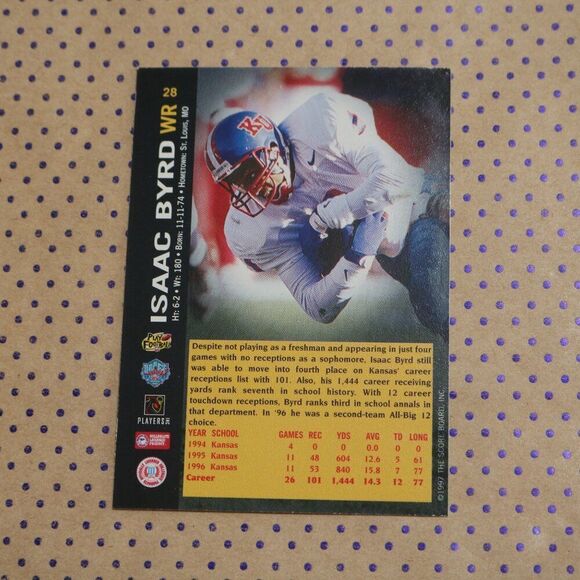 28
ISAAC BYRD WR
HT: 6-2 • WT: 180 • BORN: 11-11-74 • HOMETOWN: ST. LOUIS, MO
KU
PLAY FOOTBALL
PLAYERS
Despite not playing as a freshman and appearing in just four
games with no receptions as a sophomore, Isaac Byrd still
was able to move into fourth place on Kansas' career
receptions list with 101. Also, his 1,444 career receiving
yards rank seventh in school history. With 12 career
touchdown receptions. Byrd ranks third in school annals in
that department. In '96 he was a second-team All-Big 12
choice.
YEAR SCHOOL GAMES REC YDS AVG TD LONG
1994 Kansas 4 0 0 0.0 0 0
1995 Kansas 11 48 604 12.6 5 61
1996 Kansas 11 53 840 15.8 7 77
Career 26 101 1,444 14.3 12 77
©1997 THE SCORE BOARD, INC.